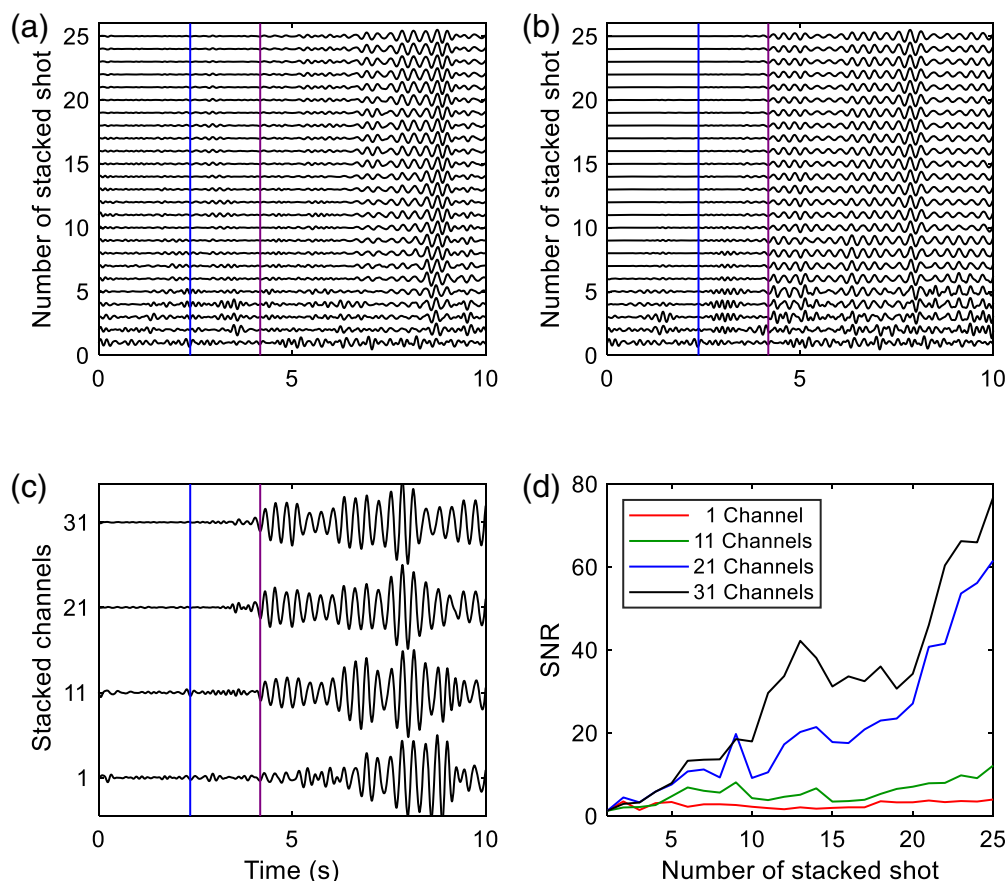 (a)
Number of stacked shot
25
20
15
10
5
0
0 5 10
(b)
Number of stacked shot
25
20
15
10
5
0
0 5 10
(c)
Stacked channels
31
21
11
1
0 5 10
Time (s)
(d)
SNR
80
60
40
20
0
1 Channel
11 Channels
21 Channels
31 Channels
5 10 15 20 25
Number of stacked shot